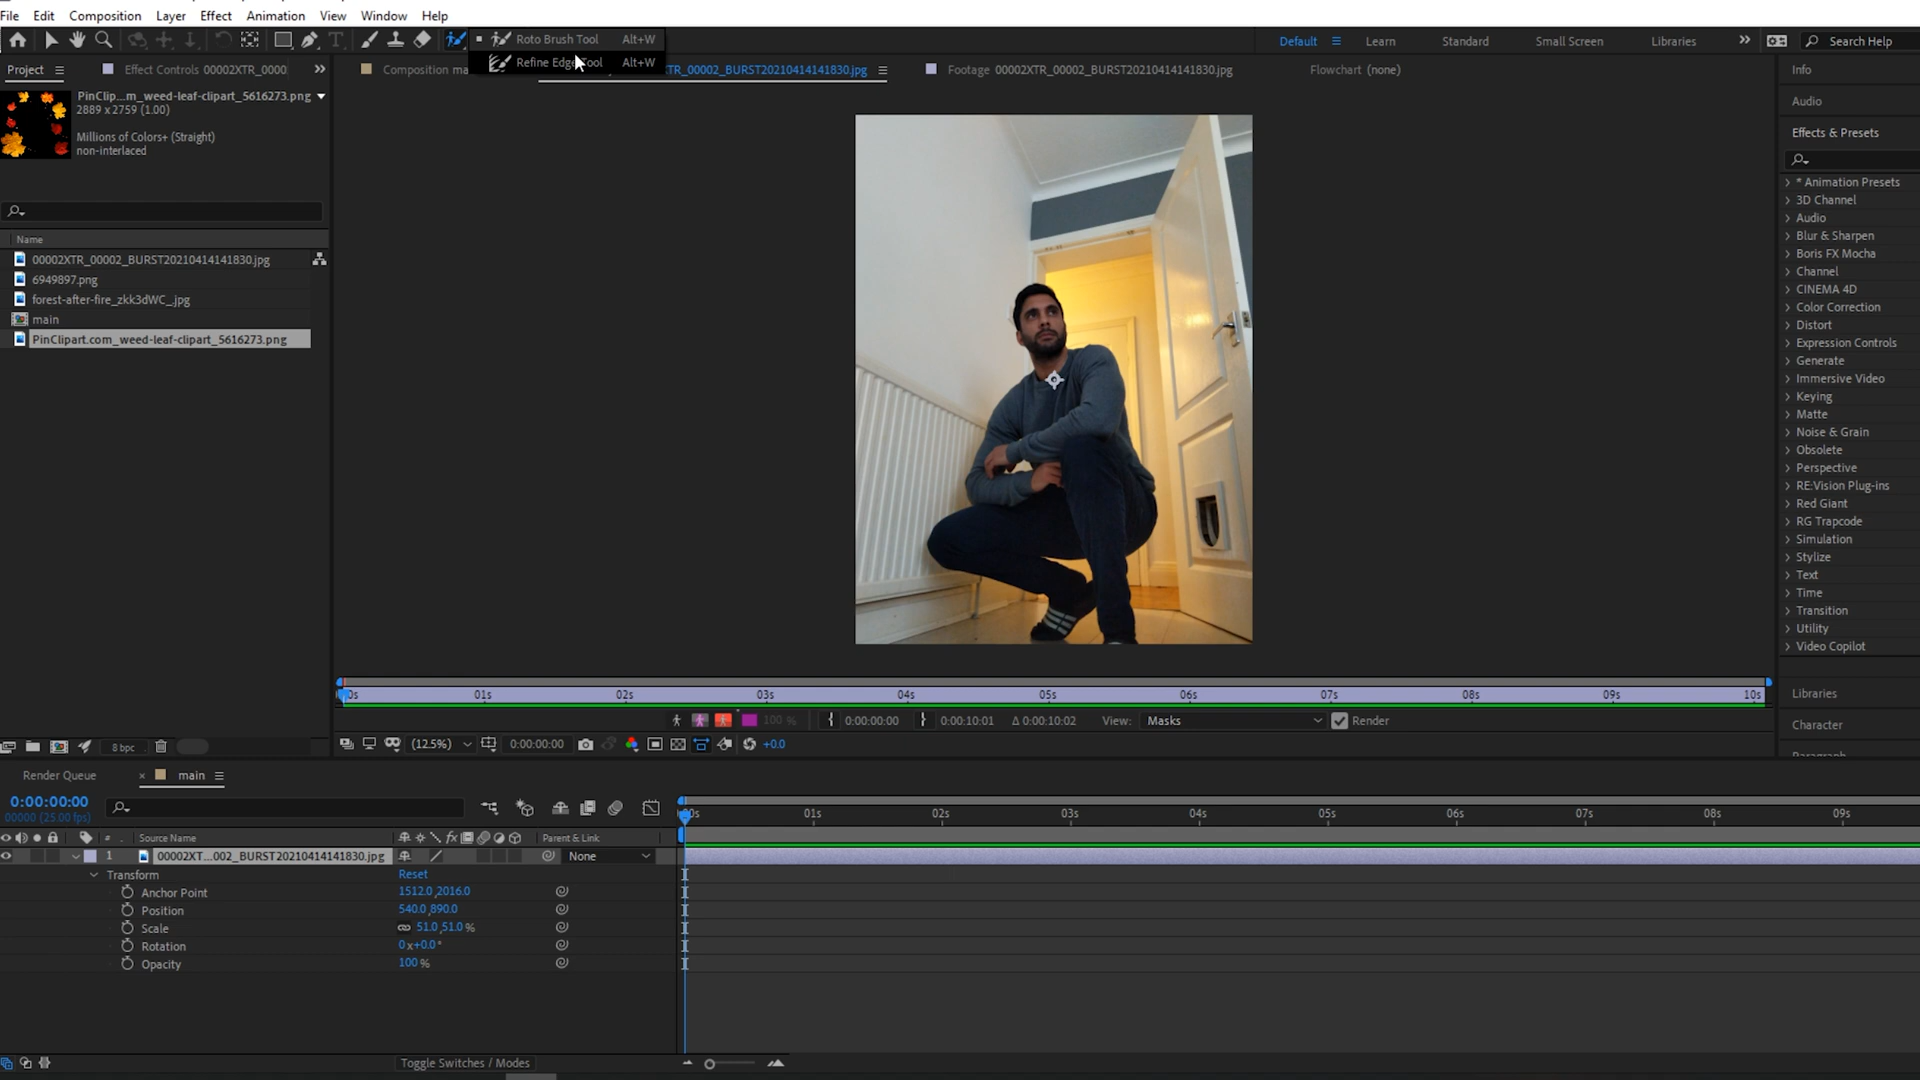 File Edit Composition Layer Effect Animation View Window Help
Roto Brush Tool Alt+W
Refine Edge Tool Alt+W
Default Learn Standard Small Screen Libraries Search Help
Project Effect Controls 00002XTR_0000
Composition ma XTR_00002_BURST20210414141830.jpg Footage 00002XTR_00002_BURST20210414141830.jpg Flowchart (none)
PinClip...m_weed-leaf-clipart_5616273.png
2889 x 2759 (1.00)
Millions of Colors+ (Straight)
non-interlaced
Name
00002XTR_00002_BURST20210414141830.jpg
6949897.png
forest-after-fire_zkk3dWC_.jpg
main
PinClipart.com_weed-leaf-clipart_5616273.png
8 bpc
Info
Audio
Effects & Presets
* Animation Presets
3D Channel
Audio
Blur & Sharpen
Boris FX Mocha
Channel
CINEMA 4D
Color Correction
Distort
Expression Controls
Generate
Immersive Video
Keying
Matte
Noise & Grain
Obsolete
Perspective
RE:Vision Plug-ins
Red Giant
RG Trapcode
Simulation
Stylize
Text
Time
Transition
Utility
Video Copilot
Libraries
Character
0s 01s 02s 03s 04s 05s 06s 07s 08s 09s 10s
100 % 0:00:00:00 0:00:10:01 Δ 0:00:10:02 View: Masks Render
(12.5%) 0:00:00:00 +0.0
Render Queue × main
0:00:00:00
00000 (25.00 fps)
00s 01s 02s 03s 04s 05s 06s 07s 08s 09s
# Source Name fx Parent & Link
1 00002XT...002_BURST20210414141830.jpg None
Transform Reset
Anchor Point 1512.0,2016.0
Position 540.0,890.0
Scale 51.0,51.0 %
Rotation 0x+0.0°
Opacity 100 %
Toggle Switches / Modes